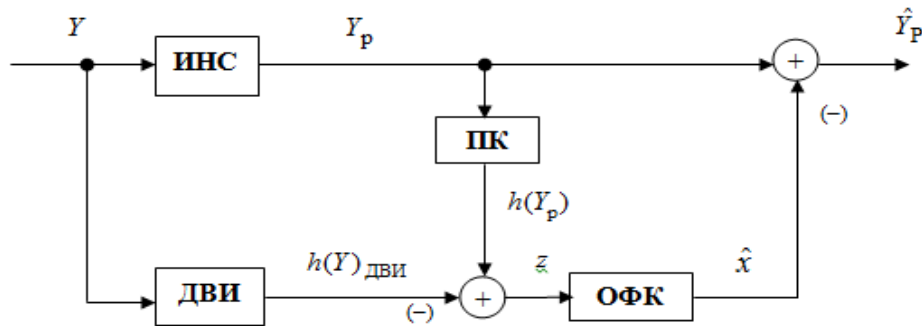 Y
ИНС
Yр
Ŷр
+
(−)
ПК
h(Yр)
ДВИ
h(Y) ДВИ
(−)
+
z
ОФК
x̂